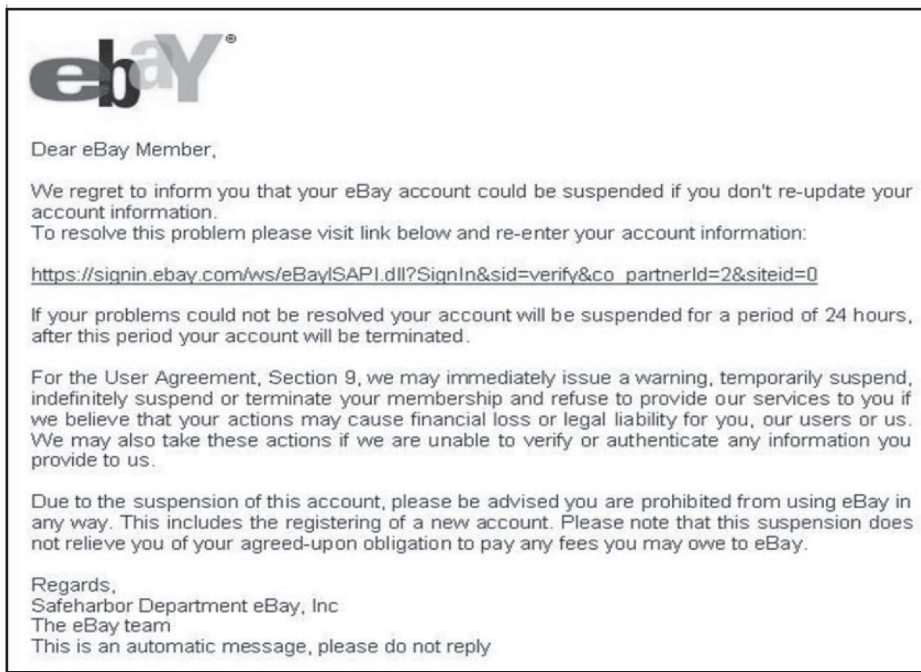 ebaY®
Dear eBay Member,
We regret to inform you that your eBay account could be suspended if you don't re-update your
account information.
To resolve this problem please visit link below and re-enter your account information:
https://signin.ebay.com/ws/eBayISAPI.dll?SignIn&sid=verify&co_partnerId=2&siteid=0
If your problems could not be resolved your account will be suspended for a period of 24 hours,
after this period your account will be terminated.
For the User Agreement, Section 9, we may immediately issue a warning, temporarily suspend,
indefinitely suspend or terminate your membership and refuse to provide our services to you if
we believe that your actions may cause financial loss or legal liability for you, our users or us.
We may also take these actions if we are unable to verify or authenticate any information you
provide to us.
Due to the suspension of this account, please be advised you are prohibited from using eBay in
any way. This includes the registering of a new account. Please note that this suspension does
not relieve you of your agreed-upon obligation to pay any fees you may owe to eBay.
Regards,
Safeharbor Department eBay, Inc
The eBay team
This is an automatic message, please do not reply